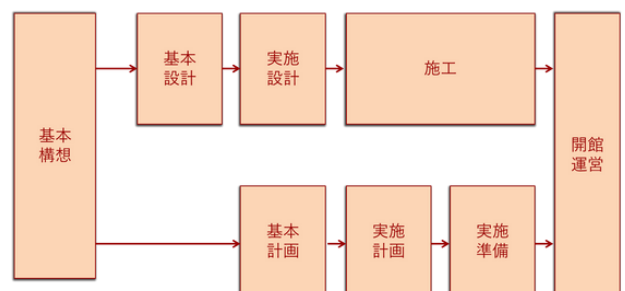 基本
構想
基本
設計
実施
設計
施工
基本
計画
実施
計画
実施
準備
開館
運営